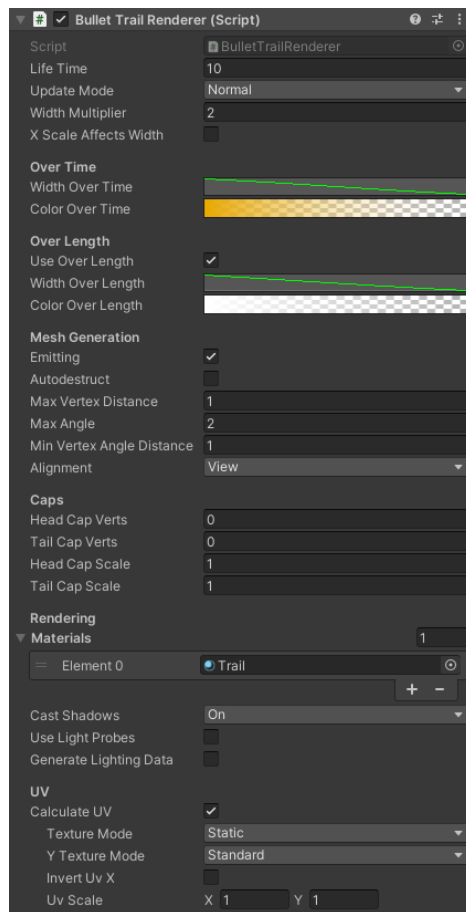 Bullet Trail Renderer (Script)
Script BulletTrailRenderer
Life Time 10
Update Mode Normal
Width Multiplier 2
X Scale Affects Width
Over Time
Width Over Time
Color Over Time
Over Length
Use Over Length
Width Over Length
Color Over Length
Mesh Generation
Emitting
Autodestruct
Max Vertex Distance 1
Max Angle 2
Min Vertex Angle Distance 1
Alignment View
Caps
Head Cap Verts 0
Tail Cap Verts 0
Head Cap Scale 1
Tail Cap Scale 1
Rendering
Materials 1
Element 0 Trail
Cast Shadows On
Use Light Probes
Generate Lighting Data
UV
Calculate UV
Texture Mode Static
Y Texture Mode Standard
Invert Uv X
Uv Scale X 1 Y 1